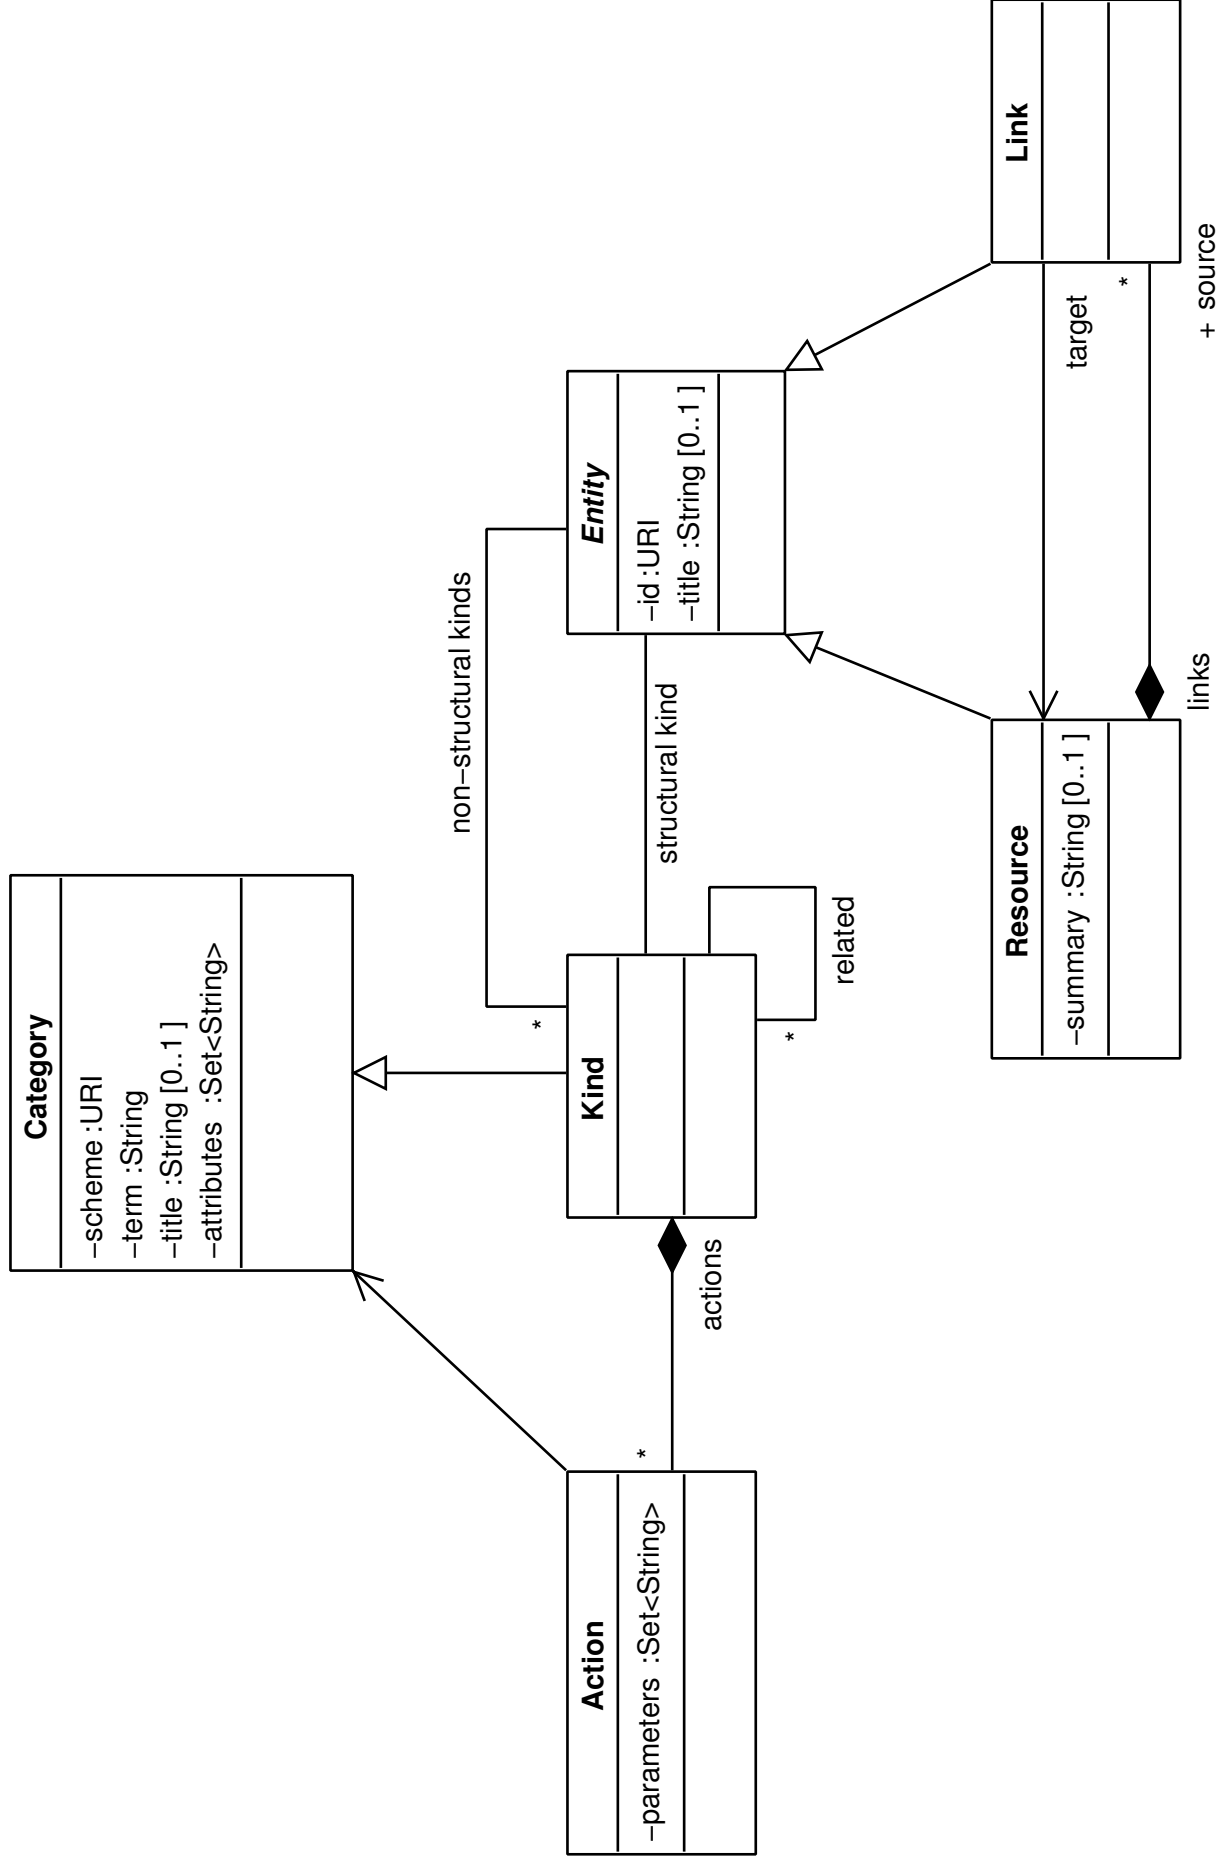 Category
–scheme :URI
–term :String
–title :String [0..1 ]
–attributes :Set<String>
non–structural kinds
*
*
Action
–parameters :Set<String>
actions
Kind
structural kind
*
related
Entity
–id :URI
–title :String [0..1 ]
Resource
–summary :String [0..1 ]
target
*
links
+ source
Link